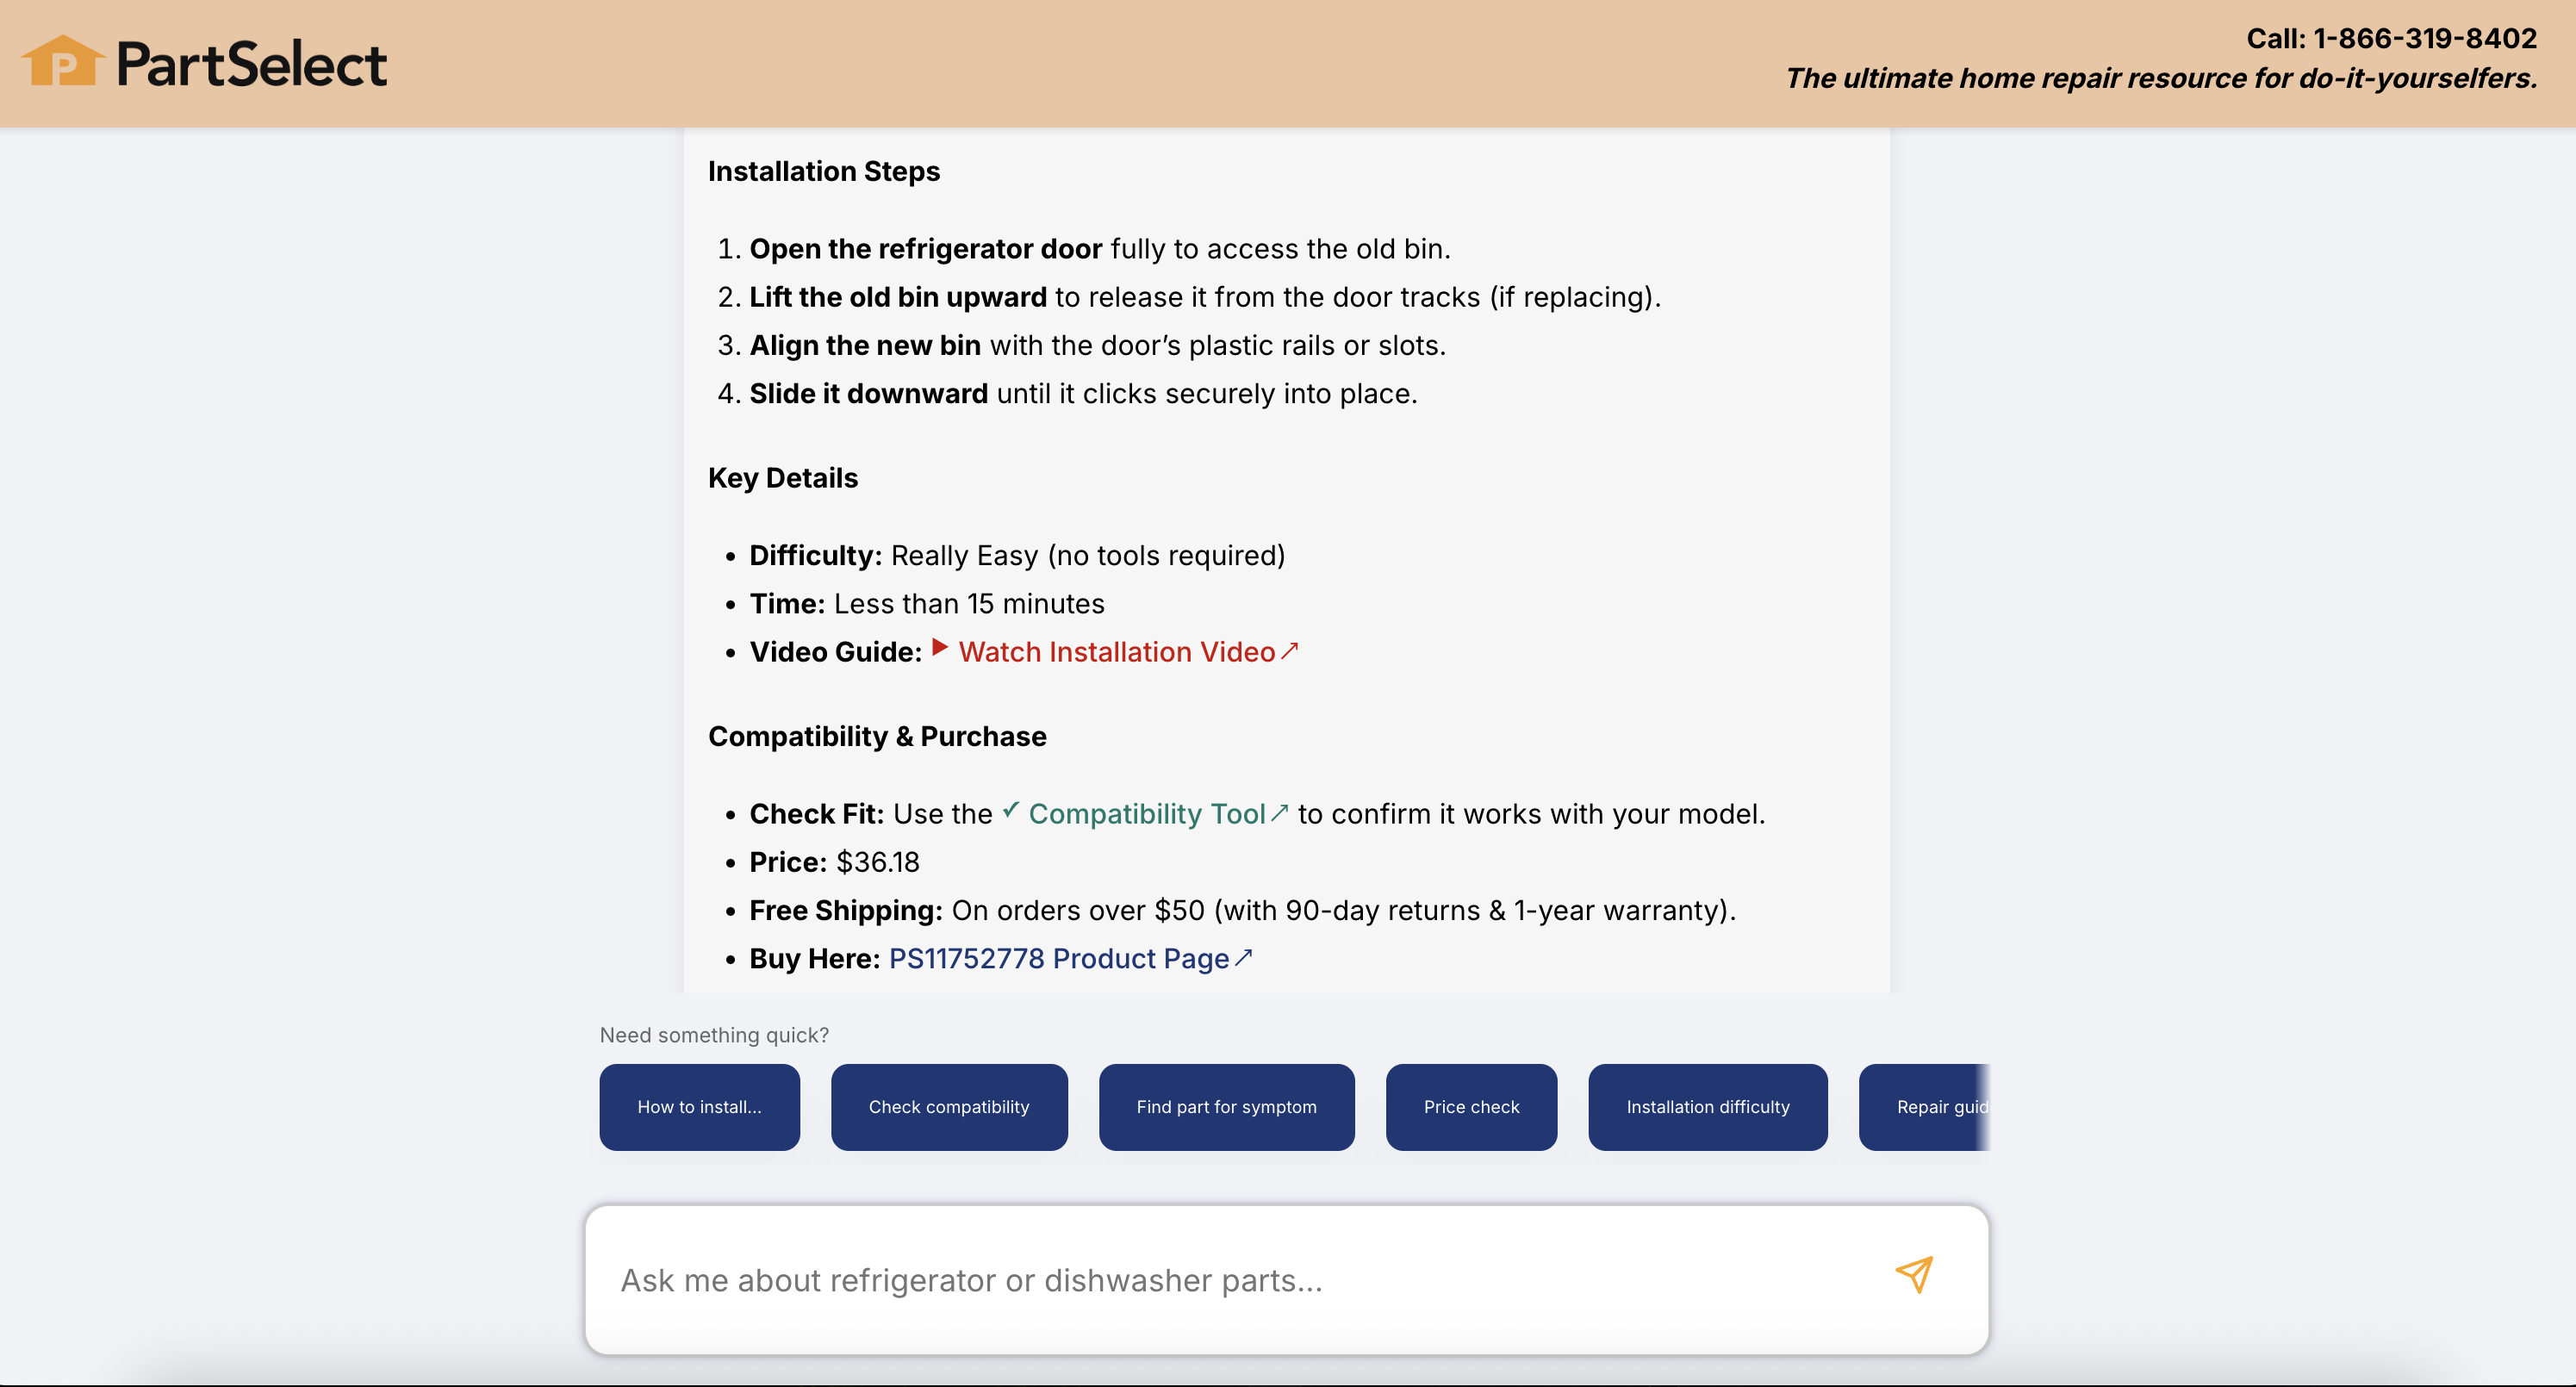 P PartSelect
Call: 1-866-319-8402
The ultimate home repair resource for do-it-yourselfers.
Installation Steps
1. Open the refrigerator door fully to access the old bin.
2. Lift the old bin upward to release it from the door tracks (if replacing).
3. Align the new bin with the door’s plastic rails or slots.
4. Slide it downward until it clicks securely into place.
Key Details
• Difficulty: Really Easy (no tools required)
• Time: Less than 15 minutes
• Video Guide: ▶ Watch Installation Video↗
Compatibility & Purchase
• Check Fit: Use the ✓ Compatibility Tool↗ to confirm it works with your model.
• Price: $36.18
• Free Shipping: On orders over $50 (with 90-day returns & 1-year warranty).
• Buy Here: PS11752778 Product Page↗
Need something quick?
How to install...
Check compatibility
Find part for symptom
Price check
Installation difficulty
Repair guid
Ask me about refrigerator or dishwasher parts...